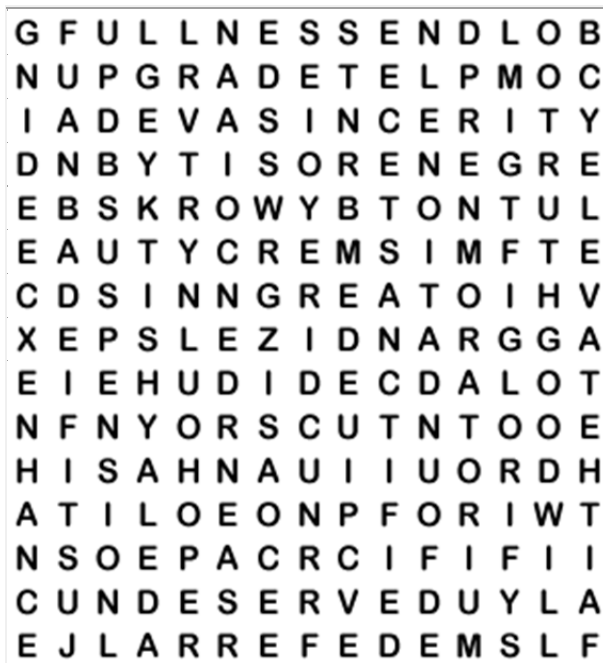 G F U L L N E S S E N D L O B
N U P G R A D E T E L P M O C
I A D E V A S I N C E R I T Y
D N B Y T I S O R E N E G R E
E B S K R O W Y B T O N T U L
E A U T Y C R E M S I M F T E
C D S I N N G R E A T O I H V
X E P S L E Z I D N A R G G A
E I E H U D I D E C D A L O T
N F N Y O R S C U T N T O O E
H I S A H N A U I I U O R D H
A T I L O E O N P F O R I W T
N S O E P A C R C I F I F I I
C U N D E S E R V E D U Y L A
E J L A R R E F E D E M S L F